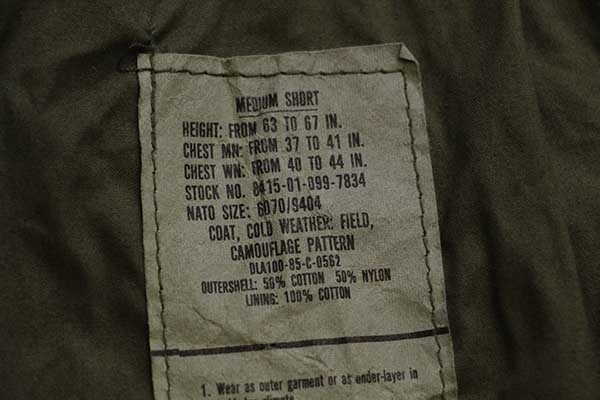 MEDIUM SHORT
HEIGHT: FROM 63 TO 67 IN.
CHEST MN: FROM 37 TO 41 IN.
CHEST WN: FROM 40 TO 44 IN.
STOCK NO. 8415-01-099-7834
NATO SIZE: 6070/9404
COAT, COLD WEATHER: FIELD,
CAMOUFLAGE PATTERN
DLA100-85-C-0562
OUTERSHELL: 50% COTTON 50% NYLON
LINING: 100% COTTON
1. Wear as outer garment or as under-layer in